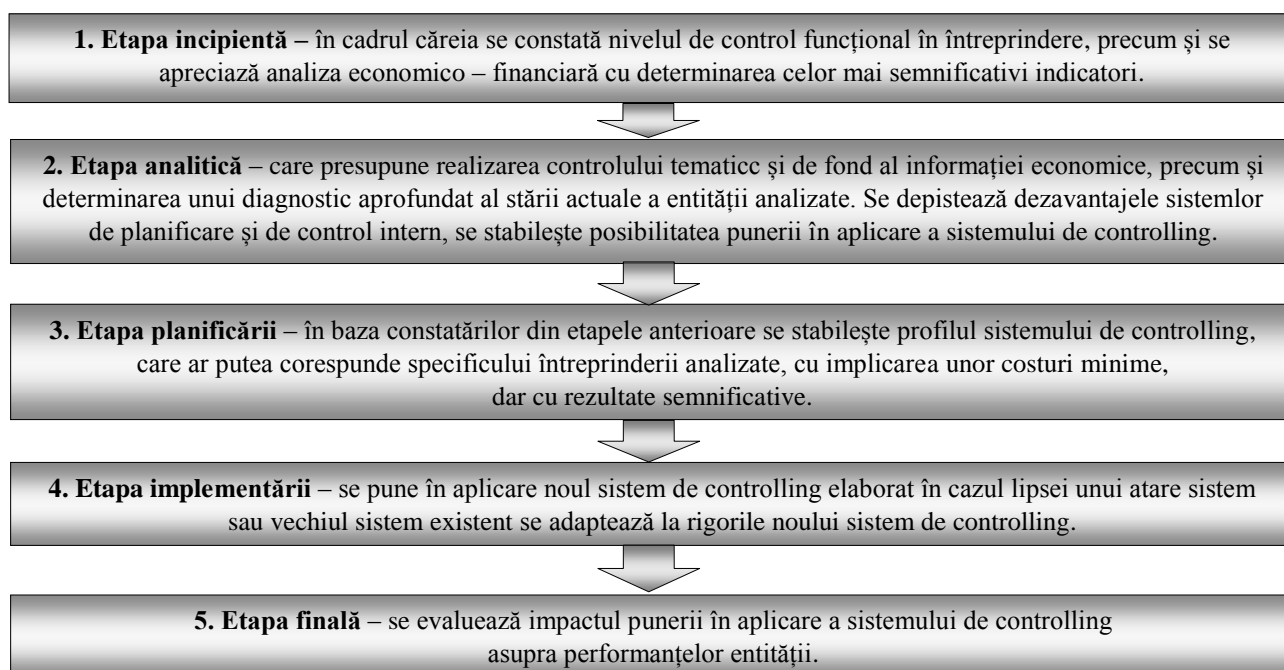 1. Etapa incipientă – în cadrul căreia se constată nivelul de control funcțional în întreprindere, precum și se
apreciază analiza economico – financiară cu determinarea celor mai semnificativi indicatori.
2. Etapa analitică – care presupune realizarea controlului tematicc și de fond al informației economice, precum și
determinarea unui diagnostic aprofundat al stării actuale a entității analizate. Se depistează dezavantajele sistemlor
de planificare și de control intern, se stabilește posibilitatea punerii în aplicare a sistemului de controlling.
3. Etapa planificării – în baza constatărilor din etapele anterioare se stabilește profilul sistemului de controlling,
care ar putea corespunde specificului întreprinderii analizate, cu implicarea unor costuri minime,
dar cu rezultate semnificative.
4. Etapa implementării – se pune în aplicare noul sistem de controlling elaborat în cazul lipsei unui atare sistem
sau vechiul sistem existent se adaptează la rigorile noului sistem de controlling.
5. Etapa finală – se evaluează impactul punerii în aplicare a sistemului de controlling
asupra performanțelor entității.